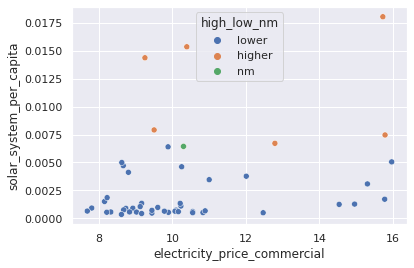 high_low_nm
lower
higher
nm
solar_system_per_capita
0.0175
0.0150
0.0125
0.0100
0.0075
0.0050
0.0025
0.0000
8 10 12 14 16
electricity_price_commercial